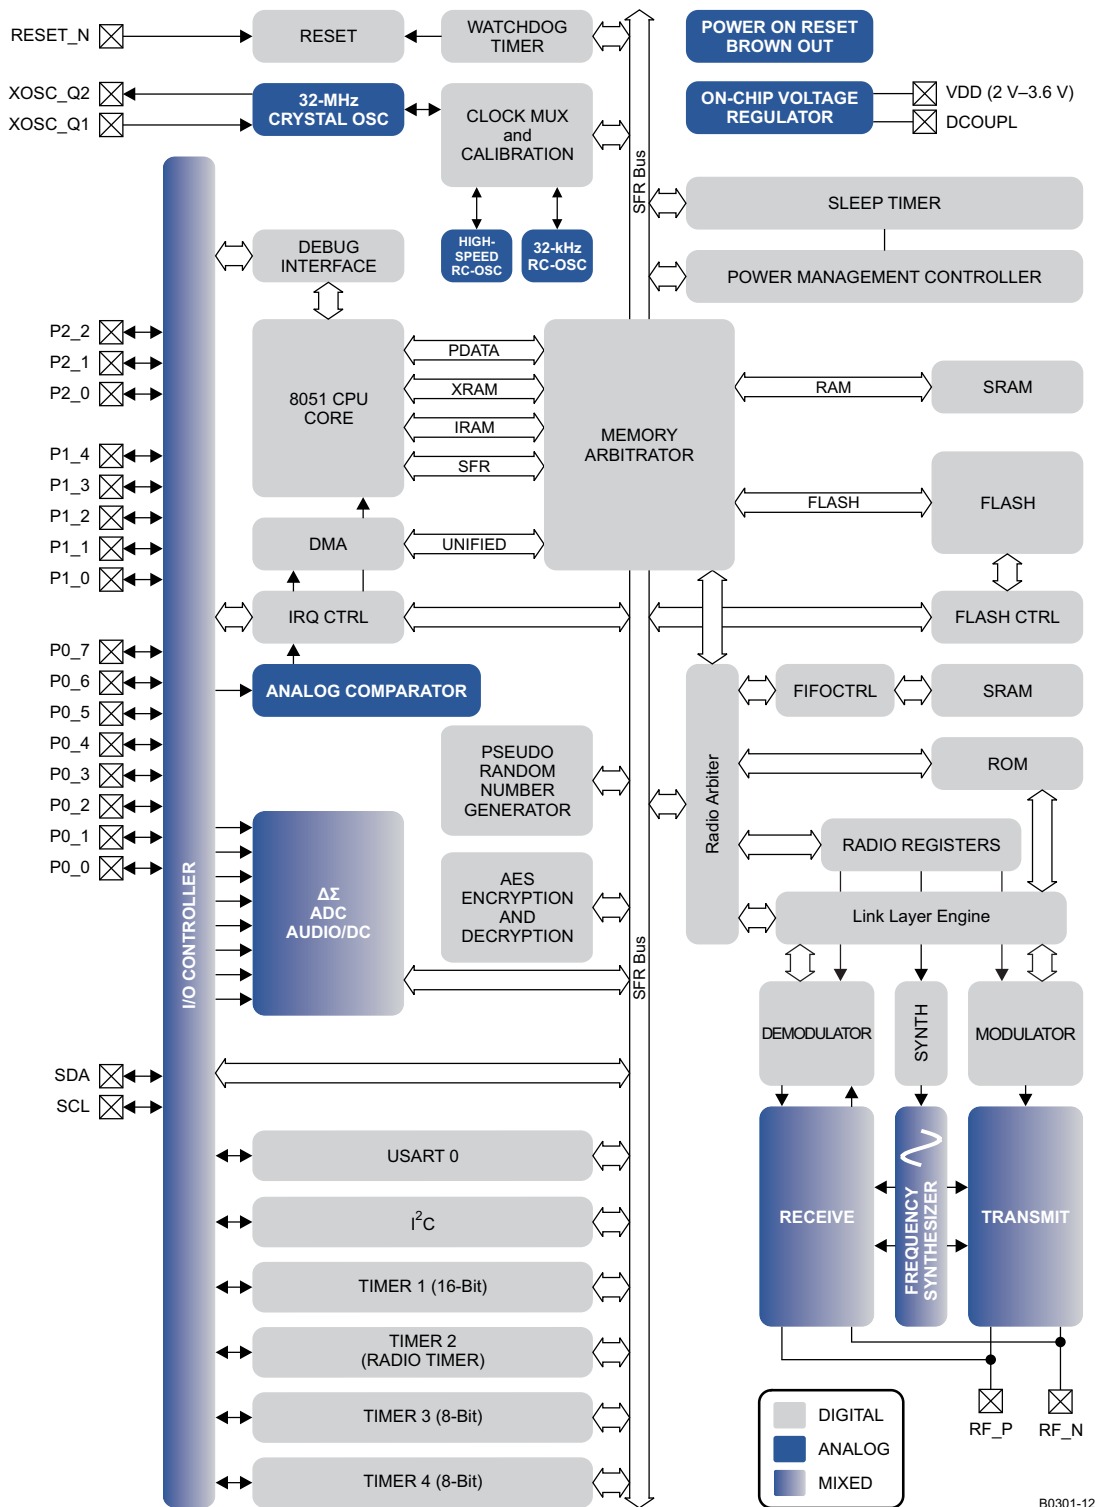 RESET_N
RESET
WATCHDOG
TIMER
POWER ON RESET
BROWN OUT
XOSC_Q2
XOSC_Q1
32-MHz
CRYSTAL OSC
CLOCK MUX
and
CALIBRATION
SFR Bus
ON-CHIP VOLTAGE
REGULATOR
VDD (2 V–3.6 V)
DCOUPL
SLEEP TIMER
HIGH-
SPEED
RC-OSC
32-kHz
RC-OSC
DEBUG
INTERFACE
POWER MANAGEMENT CONTROLLER
P2_2
P2_1
P2_0
8051 CPU
CORE
PDATA
XRAM
IRAM
SFR
MEMORY
ARBITRATOR
RAM
SRAM
P1_4
P1_3
P1_2
P1_1
P1_0
DMA
UNIFIED
FLASH
FLASH
IRQ CTRL
FLASH CTRL
P0_7
P0_6
P0_5
P0_4
P0_3
P0_2
P0_1
P0_0
ANALOG COMPARATOR
FIFOCTRL
SRAM
PSEUDO
RANDOM
NUMBER
GENERATOR
Radio Arbiter
ROM
RADIO REGISTERS
I/O CONTROLLER
ΔΣ
ADC
AUDIO/DC
AES
ENCRYPTION
AND
DECRYPTION
Link Layer Engine
SFR Bus
DEMODULATOR
SYNTH
MODULATOR
SDA
SCL
USART 0
I²C
TIMER 1 (16-Bit)
TIMER 2
(RADIO TIMER)
TIMER 3 (8-Bit)
TIMER 4 (8-Bit)
RECEIVE
FREQUENCY
SYNTHESIZER
TRANSMIT
RF_P
RF_N
DIGITAL
ANALOG
MIXED
B0301-12